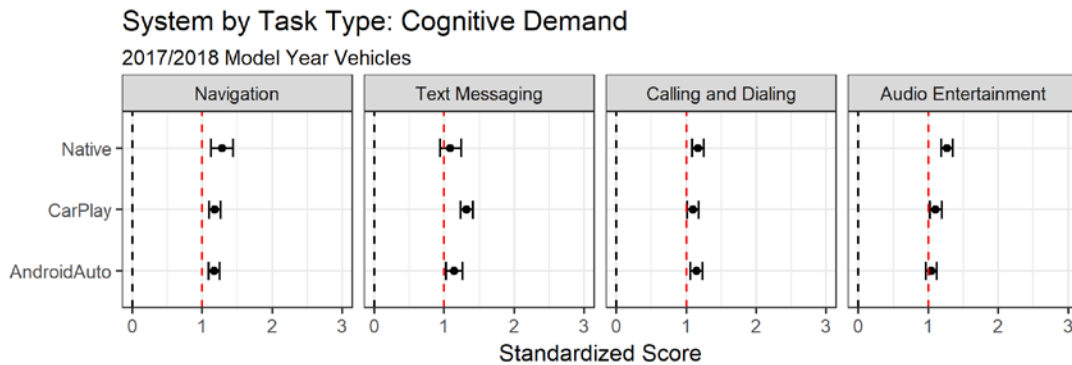 System by Task Type: Cognitive Demand
2017/2018 Model Year Vehicles
Navigation Text Messaging Calling and Dialing Audio Entertainment
Native
CarPlay
AndroidAuto
0 1 2 3 0 1 2 3 0 1 2 3 0 1 2 3
Standardized Score